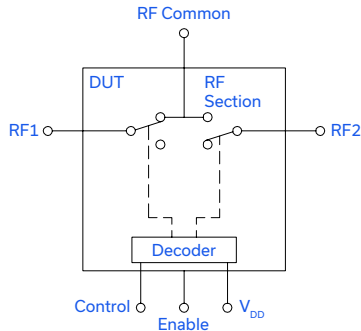 RF Common
DUT
RF
Section
RF1
RF2
Decoder
Control
Enable
VDD